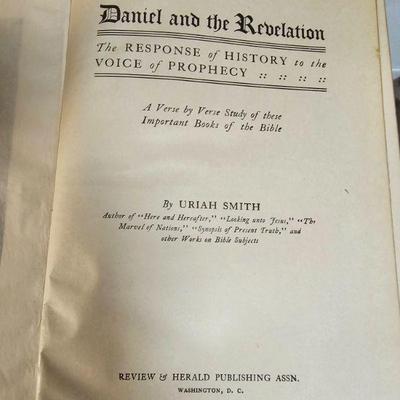 Daniel and the Revelation
The RESPONSE of HISTORY to the
VOICE of PROPHECY :: :: :: ::
A Verse by Verse Study of these
Important Books of the Bible
By URIAH SMITH
Author of "Here and Hereafter," "Looking unto Jesus," "The
Marvel of Nations," "Synopsis of Present Truth," and
other Works on Bible Subjects
REVIEW & HERALD PUBLISHING ASSN.
WASHINGTON, D. C.